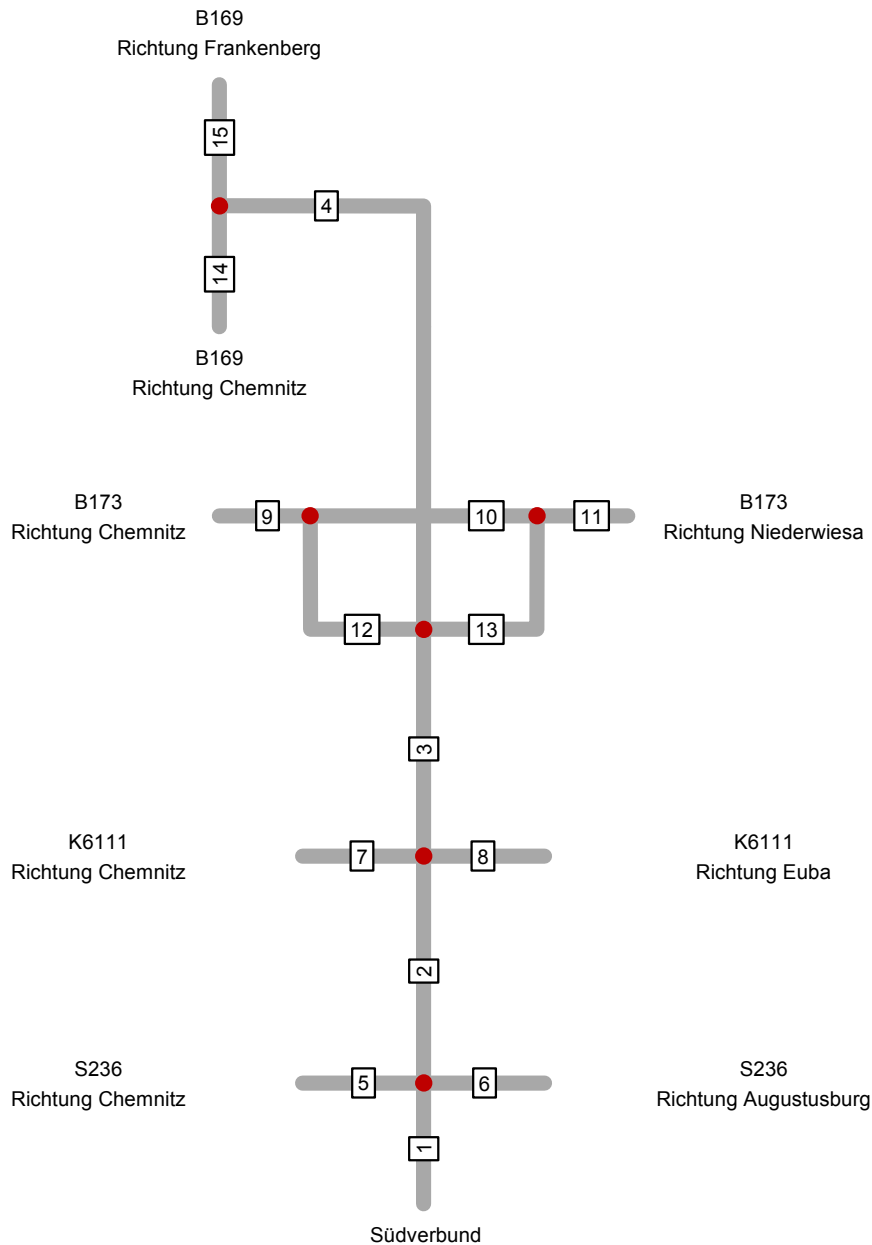 B169
Richtung Frankenberg
15
4
14
B169
Richtung Chemnitz
B173
Richtung Chemnitz
9
10
11
B173
Richtung Niederwiesa
12
13
3
K6111
Richtung Chemnitz
7
8
K6111
Richtung Euba
2
S236
Richtung Chemnitz
5
6
S236
Richtung Augustusburg
1
Südverbund